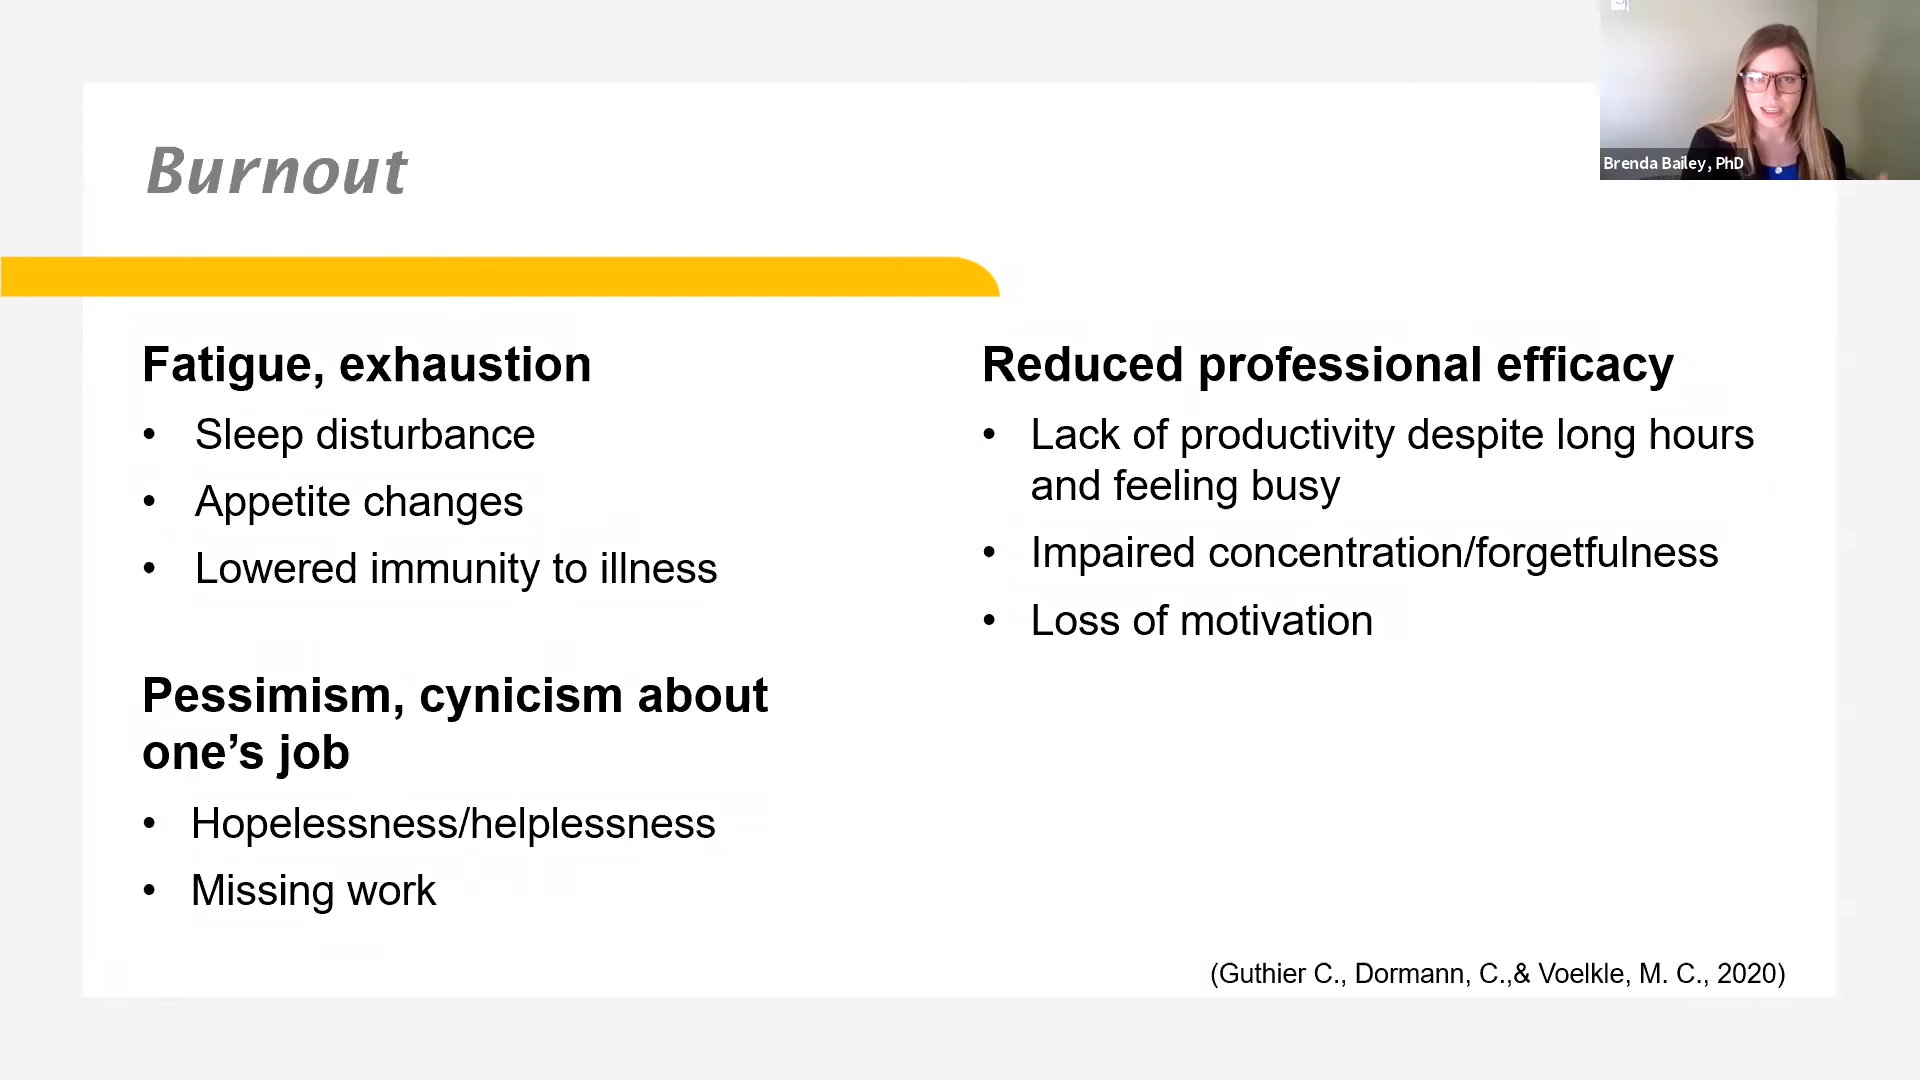 Burnout
Brenda Bailey, PhD
Fatigue, exhaustion
• Sleep disturbance
• Appetite changes
• Lowered immunity to illness
Pessimism, cynicism about
one’s job
• Hopelessness/helplessness
• Missing work
Reduced professional efficacy
• Lack of productivity despite long hours
and feeling busy
• Impaired concentration/forgetfulness
• Loss of motivation
(Guthier C., Dormann, C.,& Voelkle, M. C., 2020)